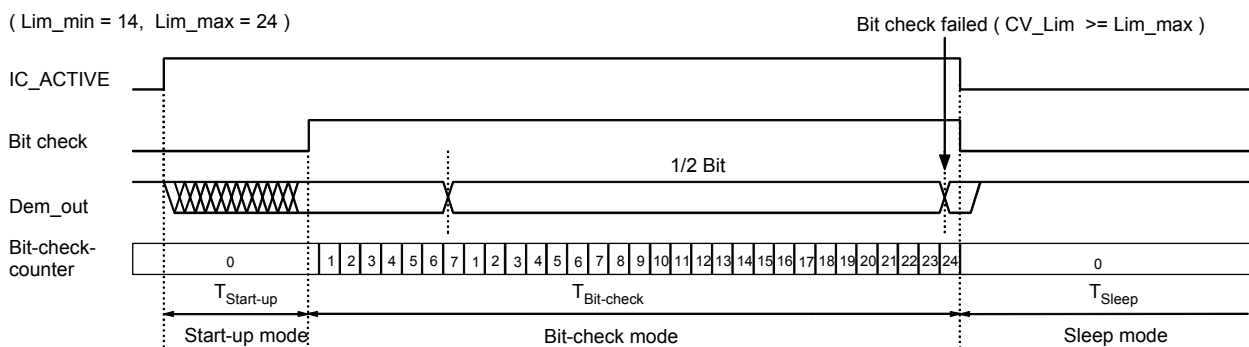 ( Lim_min = 14, Lim_max = 24 )
Bit check failed ( CV_Lim >= Lim_max )
IC_ACTIVE
Bit check
1/2 Bit
Dem_out
Bit-check-
counter
0 1 2 3 4 5 6 7 1 2 3 4 5 6 7 8 9 10 11 12 13 14 15 16 17 18 19 20 21 22 23 24 0
TStart-up TBit-check TSleep
Start-up mode Bit-check mode Sleep mode